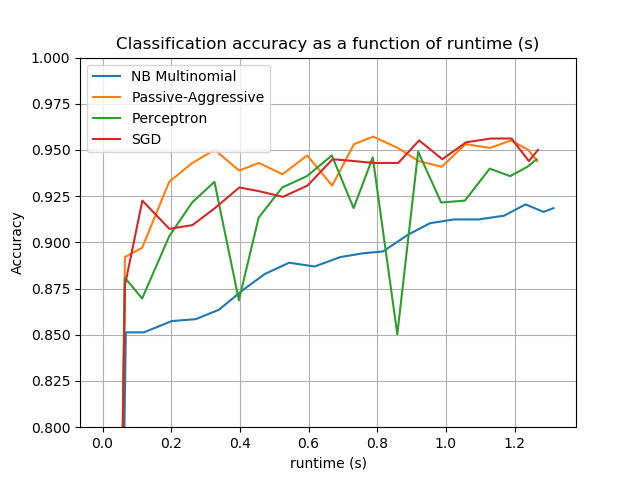 Classification accuracy as a function of runtime (s)
1.000
0.975
0.950
0.925
0.900
0.875
0.850
0.825
0.800
Accuracy
NB Multinomial
Passive-Aggressive
Perceptron
SGD
0.0 0.2 0.4 0.6 0.8 1.0 1.2
runtime (s)